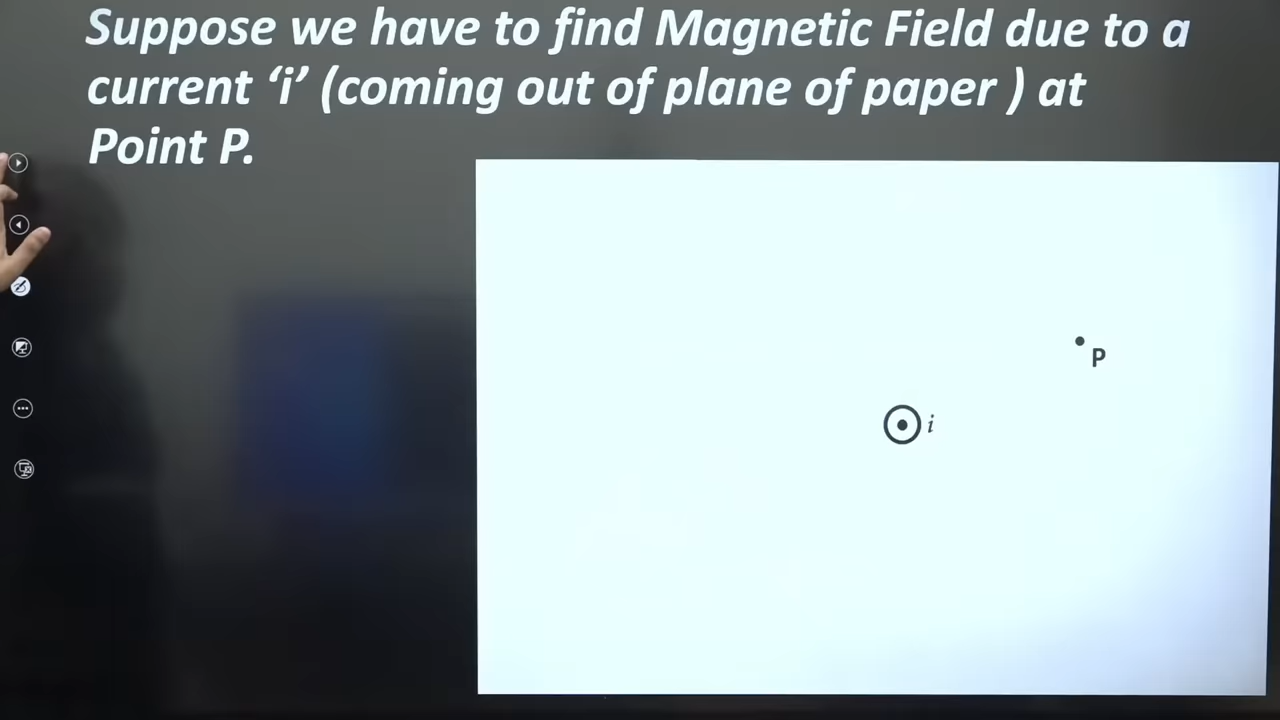 Suppose we have to find Magnetic Field due to a
current ‘i’ (coming out of plane of paper ) at
Point P.
P
i